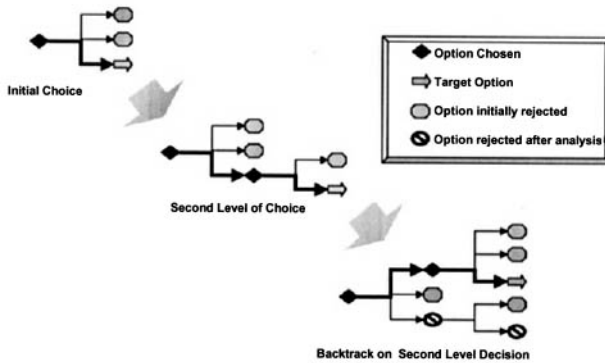 Initial Choice
Option Chosen
Target Option
Option initially rejected
Option rejected after analysis
Second Level of Choice
Backtrack on Second Level Decision